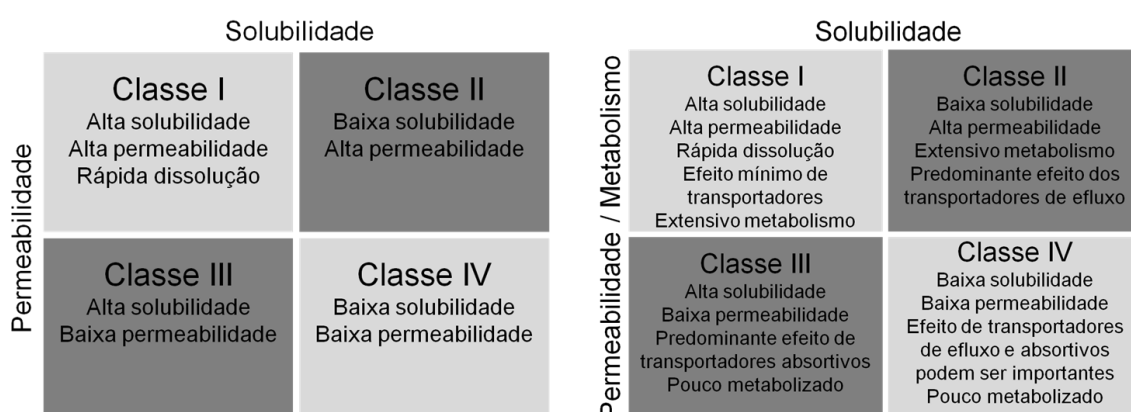 Solubilidade
Permeabilidade
Classe I
Alta solubilidade
Alta permeabilidade
Rápida dissolução
Classe II
Baixa solubilidade
Alta permeabilidade
Classe III
Alta solubilidade
Baixa permeabilidade
Classe IV
Baixa solubilidade
Baixa permeabilidade
Solubilidade
Permeabilidade / Metabolismo
Classe I
Alta solubilidade
Alta permeabilidade
Rápida dissolução
Efeito mínimo de
transportadores
Extensivo metabolismo
Classe II
Baixa solubilidade
Alta permeabilidade
Extensivo metabolismo
Predominante efeito dos
transportadores de efluxo
Classe III
Alta solubilidade
Baixa permeabilidade
Predominante efeito de
transportadores absortivos
Pouco metabolizado
Classe IV
Baixa solubilidade
Baixa permeabilidade
Efeito de transportadores
de efluxo e absortivos
podem ser importantes
Pouco metabolizado